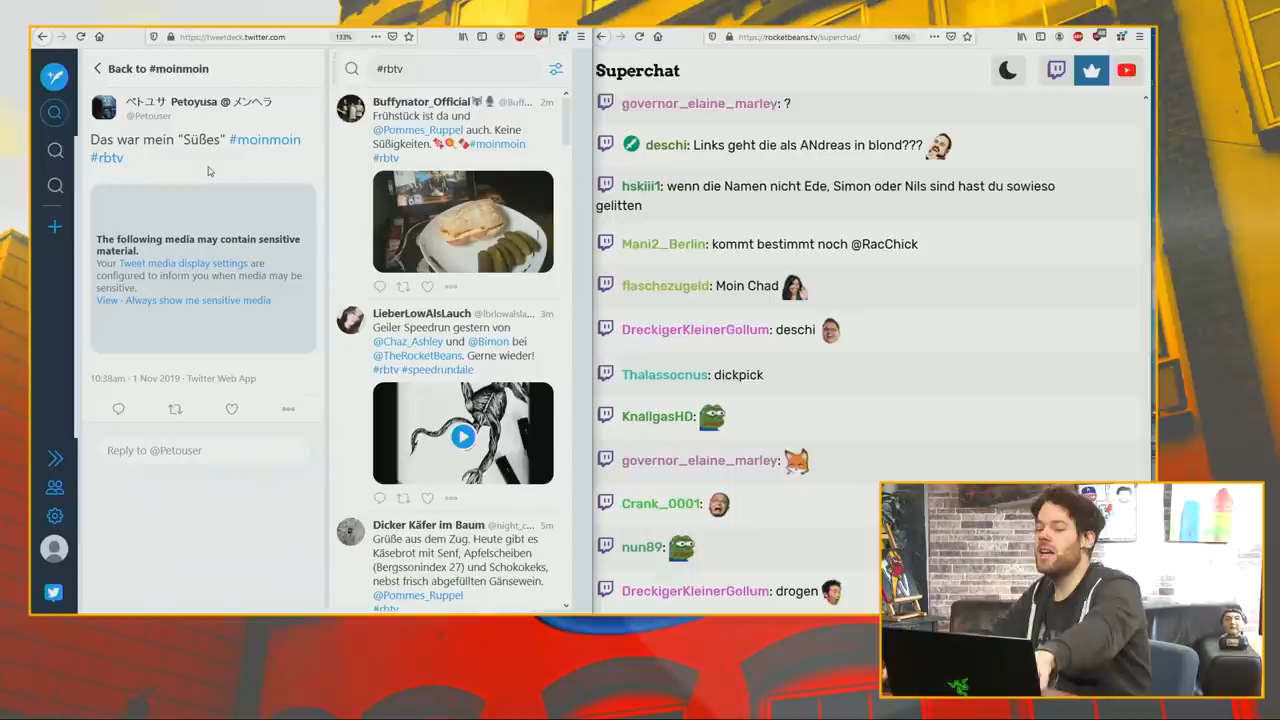 https://tweetdeck.twitter.com
133%
Back to #moinmoin
ペトユサ Petoyusa @ メンヘラ
@Petouser
Das war mein "Süßes" #moinmoin
#rbtv
The following media may contain sensitive
material.
Your Tweet media display settings are
configured to inform you when media may be
sensitive.
View · Always show me sensitive media
10:38am · 1 Nov 2019 · Twitter Web App
Reply to @Petouser
#rbtv
Buffynator_Official @Buff... 2m
Frühstück ist da und
@Pommes_Ruppel auch. Keine
Süßigkeiten. #moinmoin
#rbtv
LieberLowAlsLauch @lbrlowalsla... 3m
Geiler Speedrun gestern von
@Chaz_Ashley und @Bimon bei
@TheRocketBeans. Gerne wieder!
#rbtv #speedrundale
Dicker Käfer im Baum @night_c... 5m
Grüße aus dem Zug, Heute gibt es
Käsebrot mit Senf, Apfelscheiben
(Bergssonindex 27) und Schokokeks,
nebst frisch abgefüllten Gänsewein.
@Pommes_Ruppel
#rbtv
https://rocketbeans.tv/superchad/
160%
Superchat
governor_elaine_marley: ?
deschi: Links geht die als ANdreas in blond???
hskiii1: wenn die Namen nicht Ede, Simon oder Nils sind hast du sowieso
gelitten
Mani2_Berlin: kommt bestimmt noch @RacChick
flaschezugeld: Moin Chad
DreckigerKleinerGollum: deschi
Thalassocnus: dickpick
KnallgasHD:
governor_elaine_marley:
Crank_0001:
nun89:
DreckigerKleinerGollum: drogen